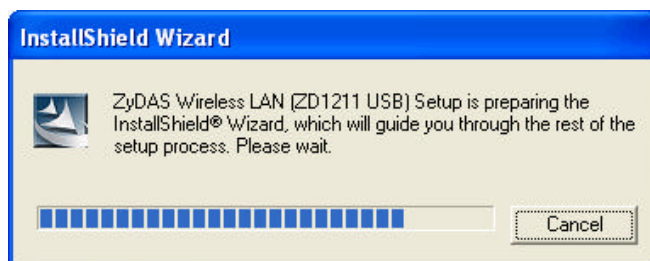 InstallShield Wizard
ZyDAS Wireless LAN (ZD1211 USB) Setup is preparing the
InstallShield® Wizard, which will guide you through the rest of the
setup process. Please wait.
Cancel